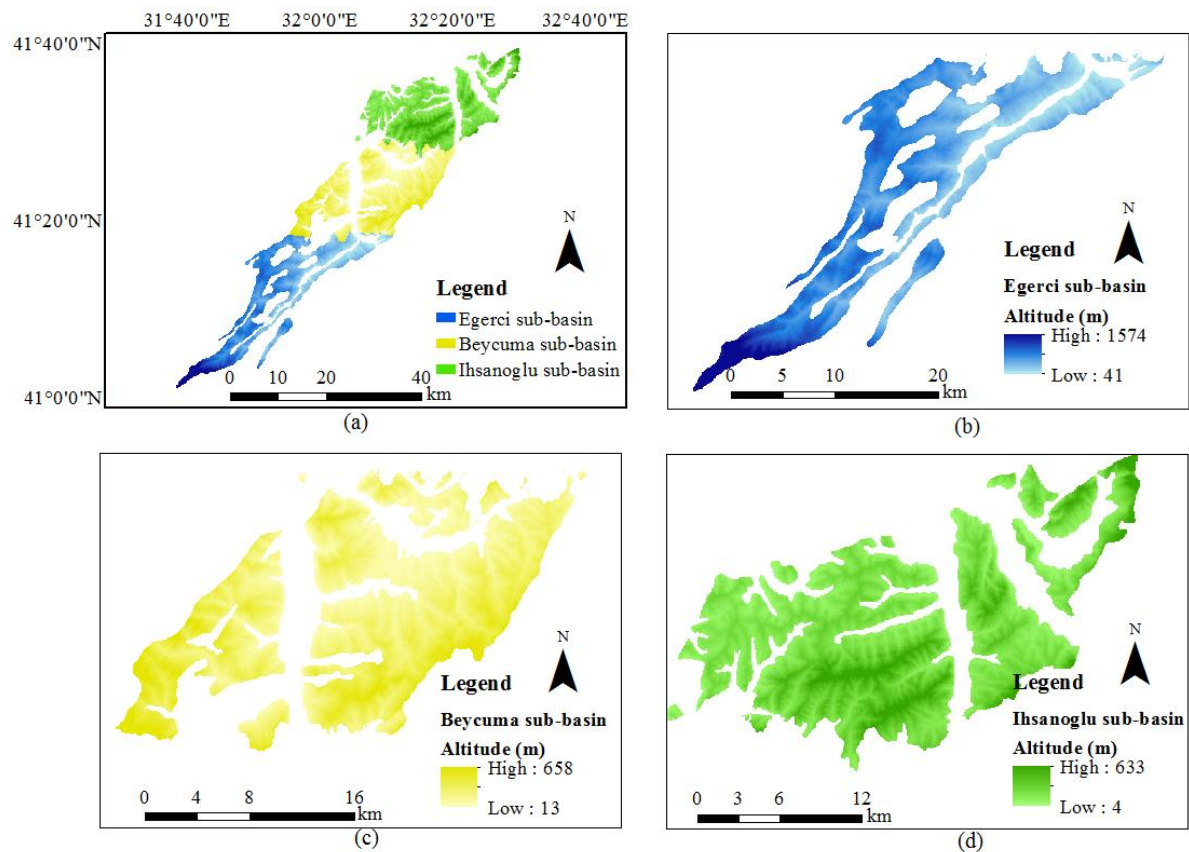 31°40'0"E 32°0'0"E 32°20'0"E 32°40'0"E
41°40'0"N
41°20'0"N
41°0'0"N
N
Legend
Egerci sub-basin
Beycuma sub-basin
Ihsanoglu sub-basin
0 10 20 40
km
(a)
N
Legend
Egerci sub-basin
Altitude (m)
High : 1574
Low : 41
0 5 10 20
km
(b)
N
Legend
Beycuma sub-basin
Altitude (m)
High : 658
Low : 13
0 4 8 16
km
(c)
N
Legend
Ihsanoglu sub-basin
Altitude (m)
High : 633
Low : 4
0 3 6 12
km
(d)